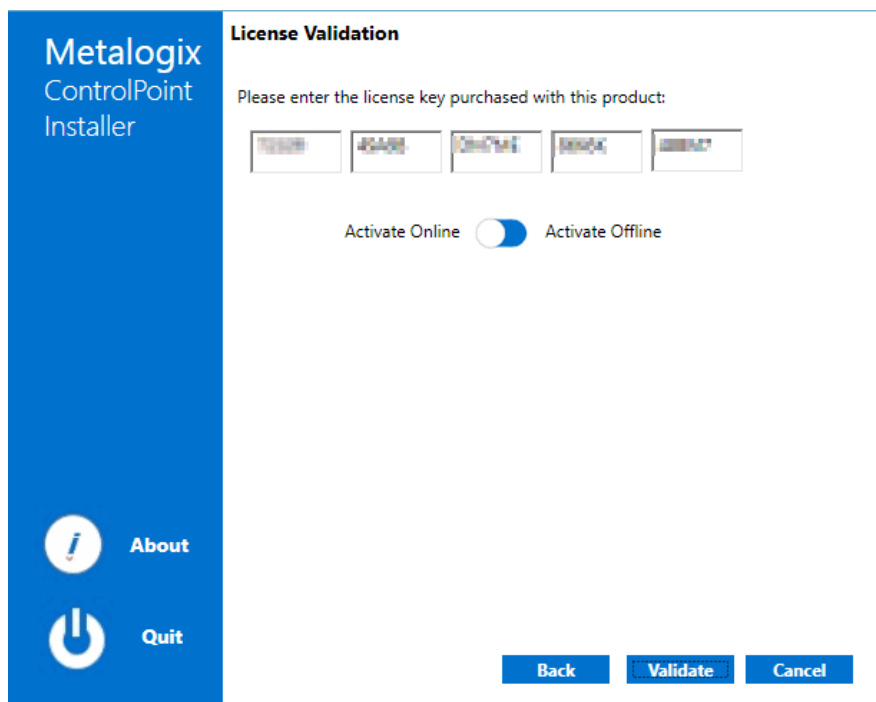 Metalogix
ControlPoint
Installer
License Validation
Please enter the license key purchased with this product:
Activate Online Activate Offline
About
Quit
Back Validate Cancel